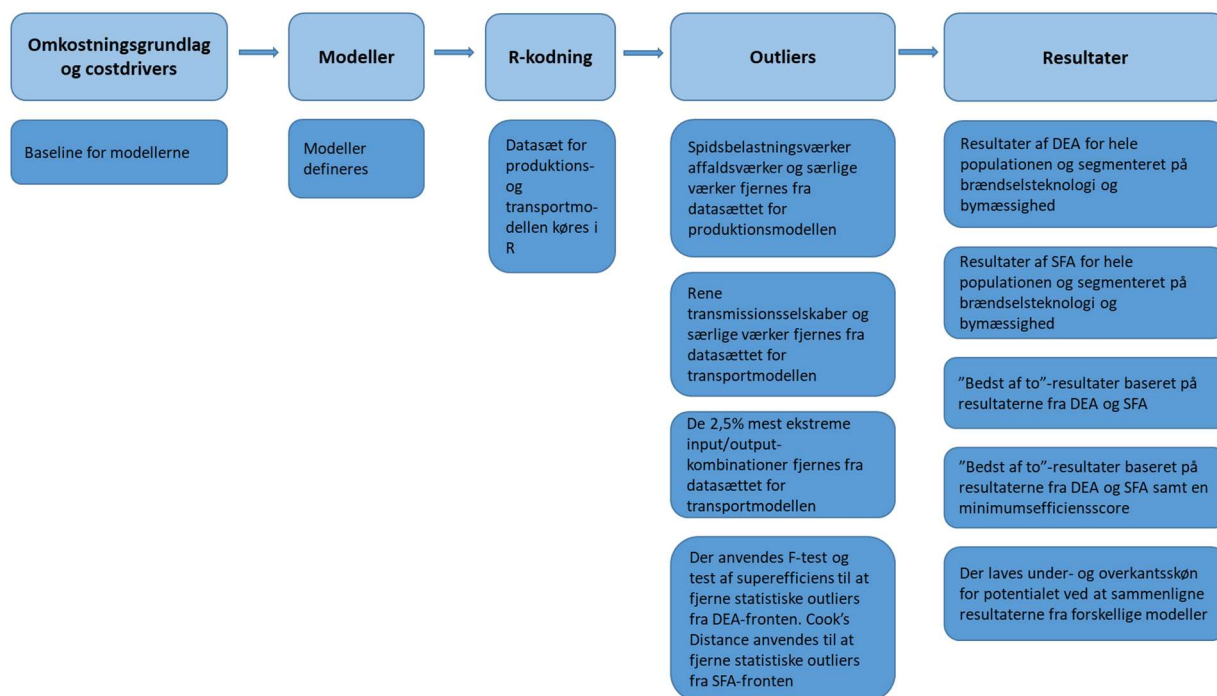 Omkostningsgrundlag
og costdrivers
Modeller
R-kodning
Outliers
Resultater
Baseline for modellerne
Modeller
defineres
Datasæt for
produktions-
og
transportmo-
dellen køres i
R
Spidsbelastningsværker
affaldsværker og særlige
værker fjernes fra
datasættet for
produktionsmodellen
Rene
transmissionsselskaber og
særlige værker fjernes fra
datasættet for
transportmodellen
De 2,5% mest ekstreme
input/output-
kombinationer fjernes fra
datasættet for
transportmodellen
Der anvendes F-test og
test af superefficiens til at
fjerne statistiske outliers
fra DEA-fronten. Cook's
Distance anvendes til at
fjerne statistiske outliers
fra SFA-fronten
Resultater af DEA for hele
populationen og segmenteret på
brændselsteknologi og
bymæssighed
Resultater af SFA for hele
populationen og segmenteret på
brændselsteknologi og
bymæssighed
”Bedst af to”-resultater baseret på
resultaterne fra DEA og SFA
”Bedst af to”-resultater baseret på
resultaterne fra DEA og SFA samt en
minimumsefficiensscore
Der laves under- og overkantsskøn
for potentialet ved at sammenligne
resultaterne fra forskellige modeller